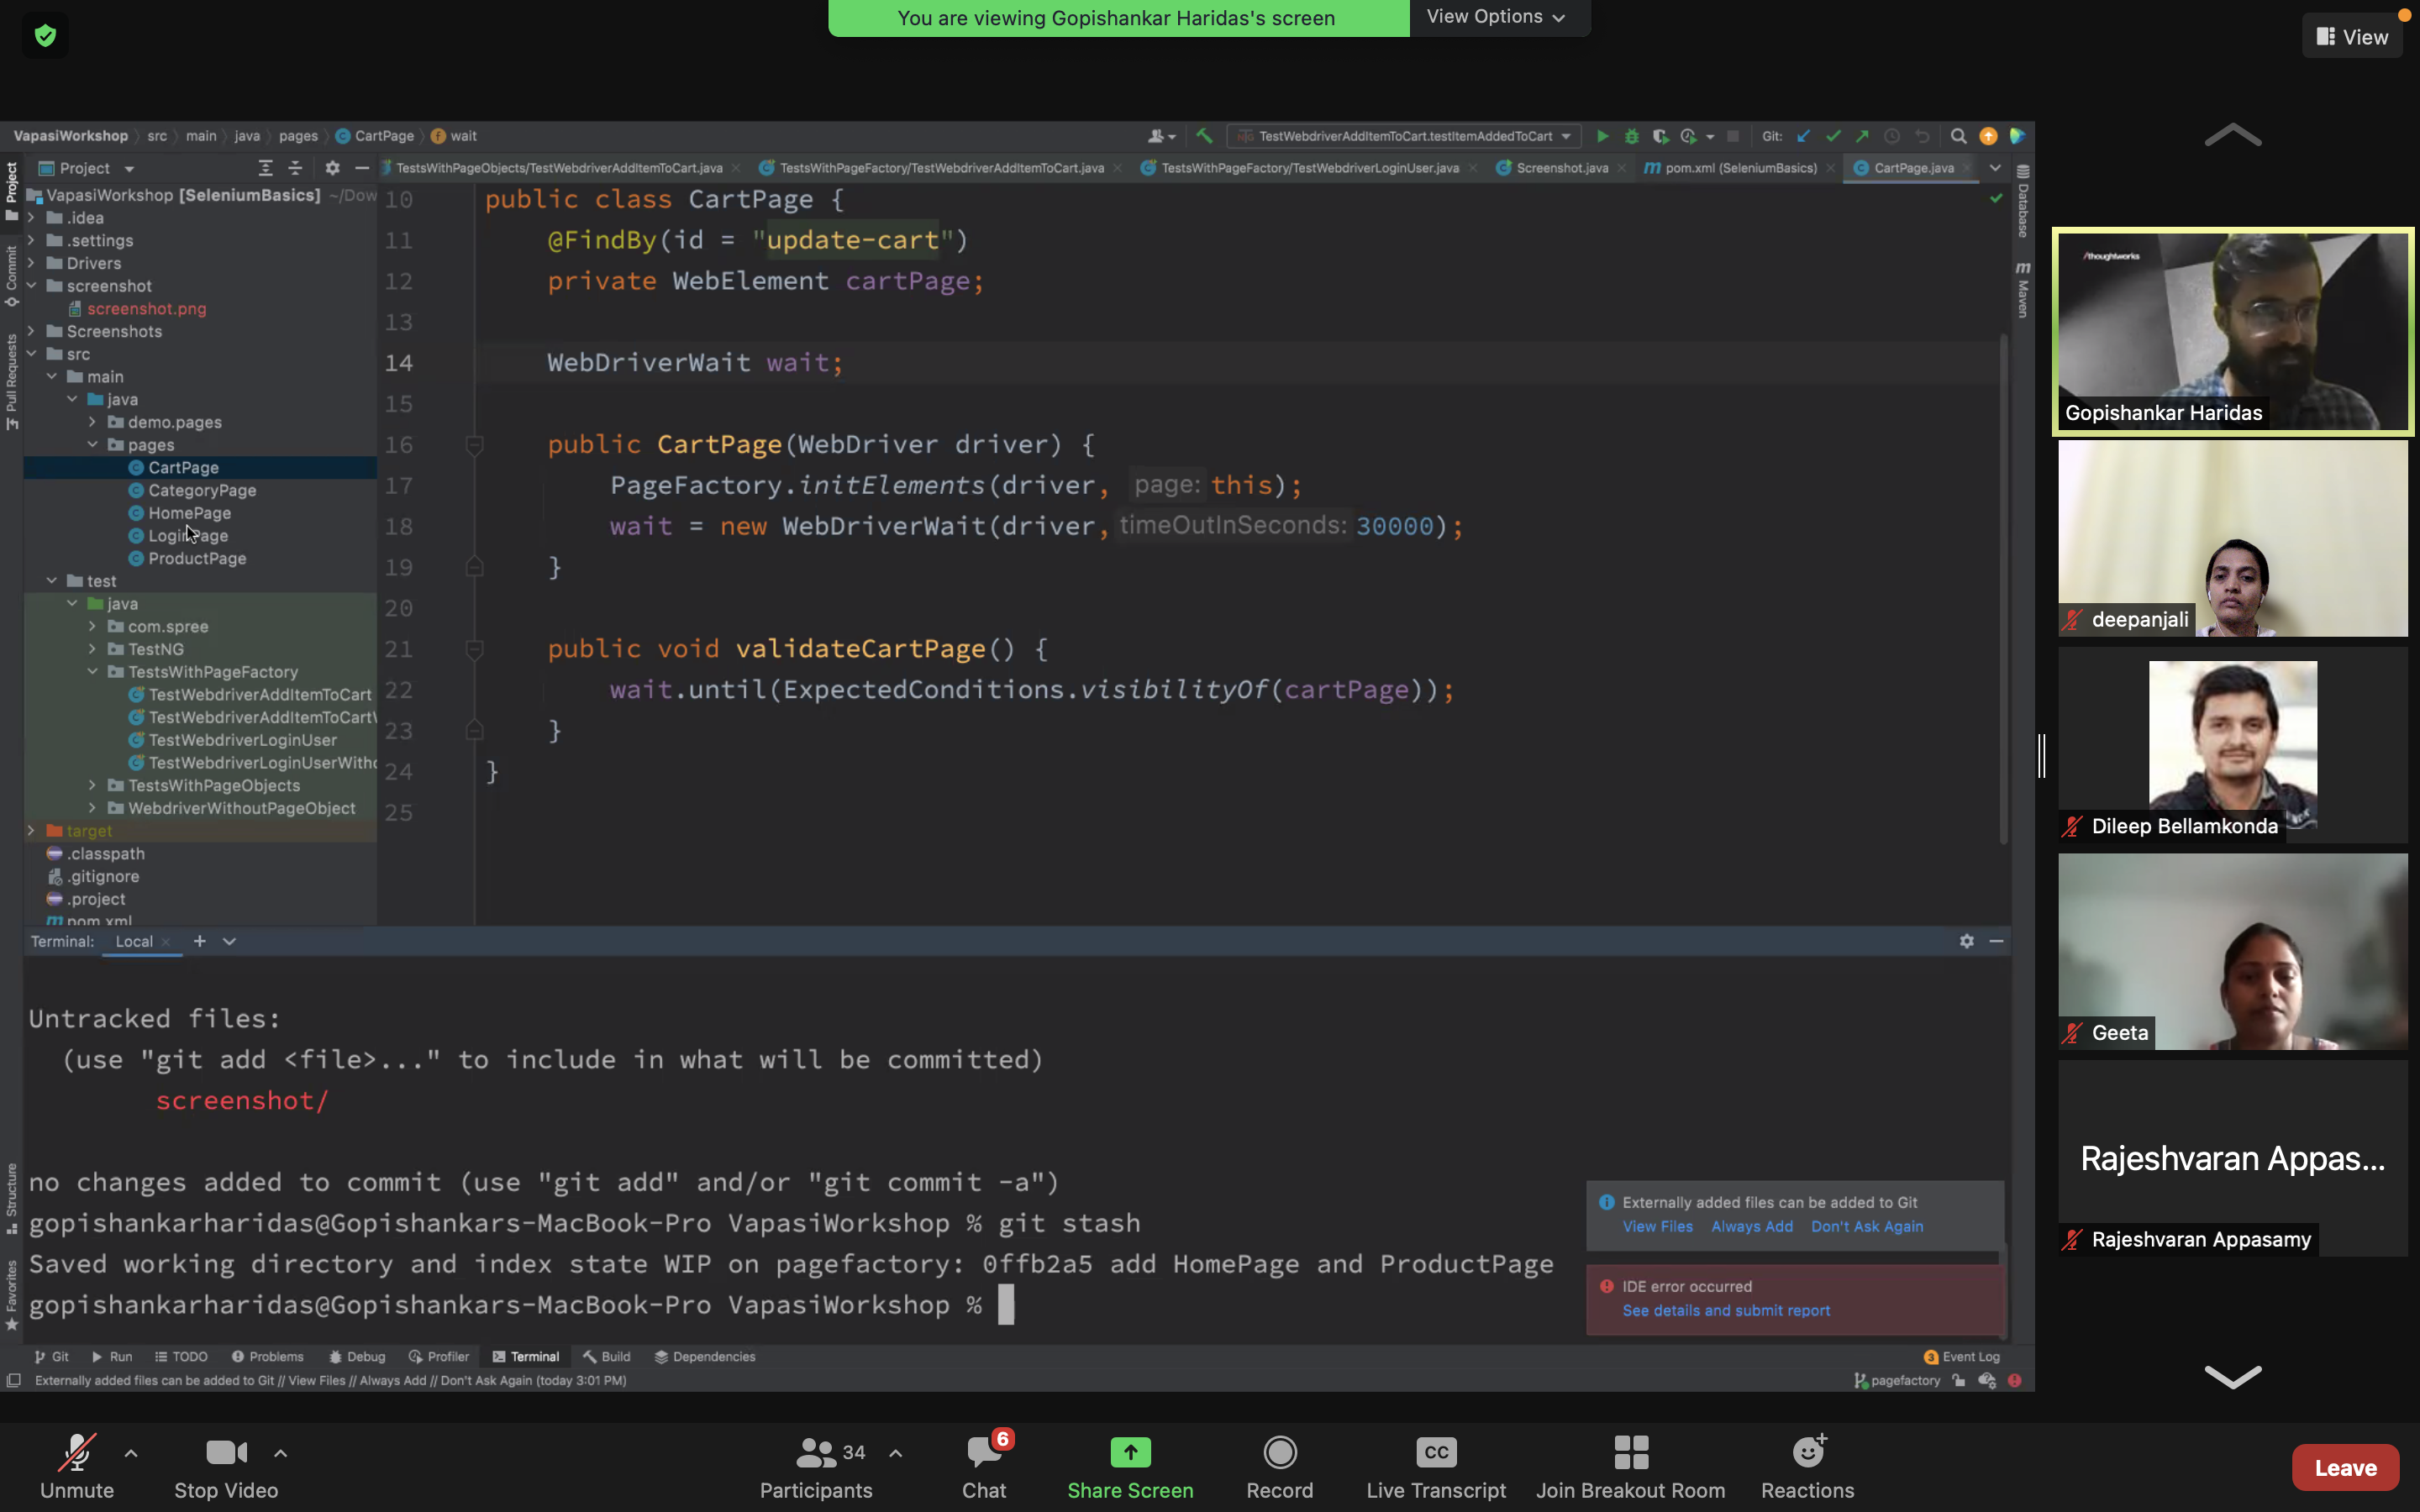 You are viewing Gopishankar Haridas's screen
View Options
View
VapasiWorkshop src main java pages CartPage wait
TestWebdriverAddItemToCart.testItemAddedToCart
Git:
Project
TestsWithPageObjects/TestWebdriverAddItemToCart.java
TestsWithPageFactory/TestWebdriverAddItemToCart.java
TestsWithPageFactory/TestWebdriverLoginUser.java
Screenshot.java
pom.xml (SeleniumBasics)
CartPage.java
Project
Commit
Pull Requests
Structure
Favorites
Database
Maven
VapasiWorkshop [SeleniumBasics] ~/Dow
.idea
.settings
Drivers
screenshot
screenshot.png
Screenshots
src
main
java
demo.pages
pages
CartPage
CategoryPage
HomePage
LoginPage
ProductPage
test
java
com.spree
TestNG
TestsWithPageFactory
TestWebdriverAddItemToCart
TestWebdriverAddItemToCart
TestWebdriverLoginUser
TestWebdriverLoginUserWitho
TestsWithPageObjects
WebdriverWithoutPageObject
target
.classpath
.gitignore
.project
pom.xml
10 public class CartPage {
11 @FindBy(id = "update-cart")
12 private WebElement cartPage;
13
14 WebDriverWait wait;
15
16 public CartPage(WebDriver driver) {
17 PageFactory.initElements(driver, page: this);
18 wait = new WebDriverWait(driver, timeOutInSeconds: 30000);
19 }
20
21 public void validateCartPage() {
22 wait.until(ExpectedConditions.visibilityOf(cartPage));
23 }
24 }
25
Terminal: Local
Untracked files:
(use "git add <file>..." to include in what will be committed)
screenshot/
no changes added to commit (use "git add" and/or "git commit -a")
gopishankarharidas@Gopishankars-MacBook-Pro VapasiWorkshop % git stash
Saved working directory and index state WIP on pagefactory: 0ffb2a5 add HomePage and ProductPage
gopishankarharidas@Gopishankars-MacBook-Pro VapasiWorkshop %
Externally added files can be added to Git
View Files Always Add Don't Ask Again
IDE error occurred
See details and submit report
Git Run TODO Problems Debug Profiler Terminal Build Dependencies
3 Event Log
Externally added files can be added to Git // View Files // Always Add // Don't Ask Again (today 3:01 PM)
pagefactory
/thoughtworks
Gopishankar Haridas
deepanjali
Dileep Bellamkonda
Geeta
Rajeshvaran Appas...
Rajeshvaran Appasamy
Unmute
Stop Video
34
Participants
6
Chat
Share Screen
Record
CC
Live Transcript
Join Breakout Room
Reactions
Leave